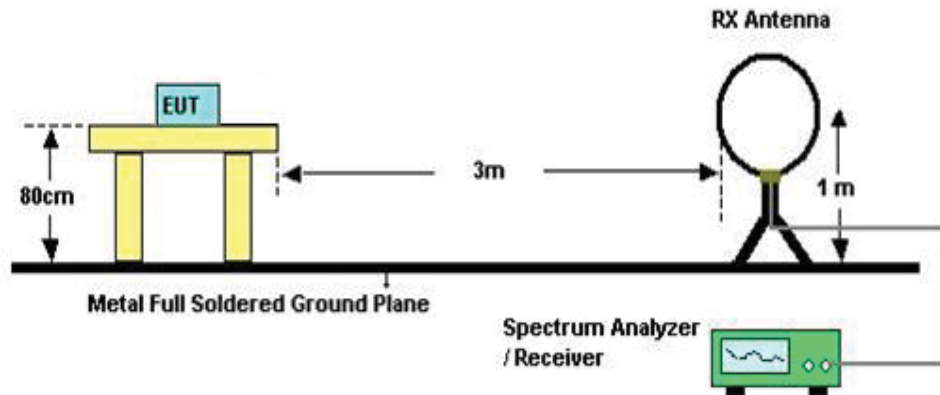 RX Antenna
EUT
80cm
3m
1 m
Metal Full Soldered Ground Plane
Spectrum Analyzer
/ Receiver